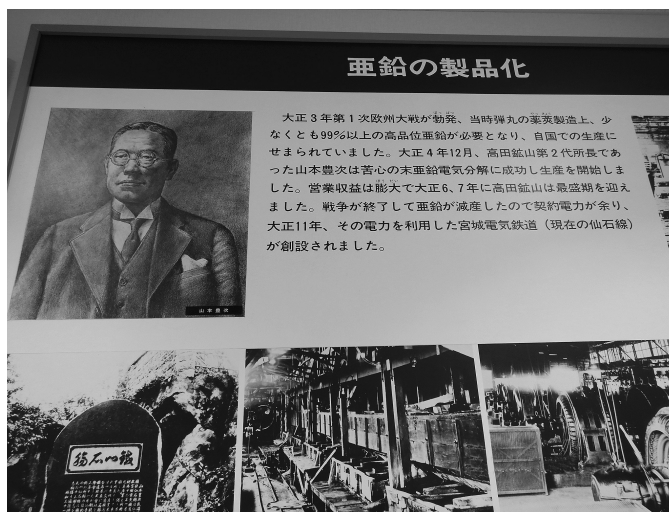 亜鉛の製品化
大正3年第1次欧州大戦が勃発、当時弾丸の薬莢製造上、少
なくとも99%以上の高品位亜鉛が必要となり、自国での生産に
せまられていました。大正4年12月、高田鉱山第2代所長であ
った山本豊次は苦心の末亜鉛電気分解に成功し生産を開始しま
した。営業収益は膨大で大正6、7年に高田鉱山は最盛期を迎え
ました。戦争が終了して亜鉛が減産したので契約電力が余り、
大正11年、その電力を利用した宮城電気鉄道（現在の仙石線）
が創設されました。
山本豊次